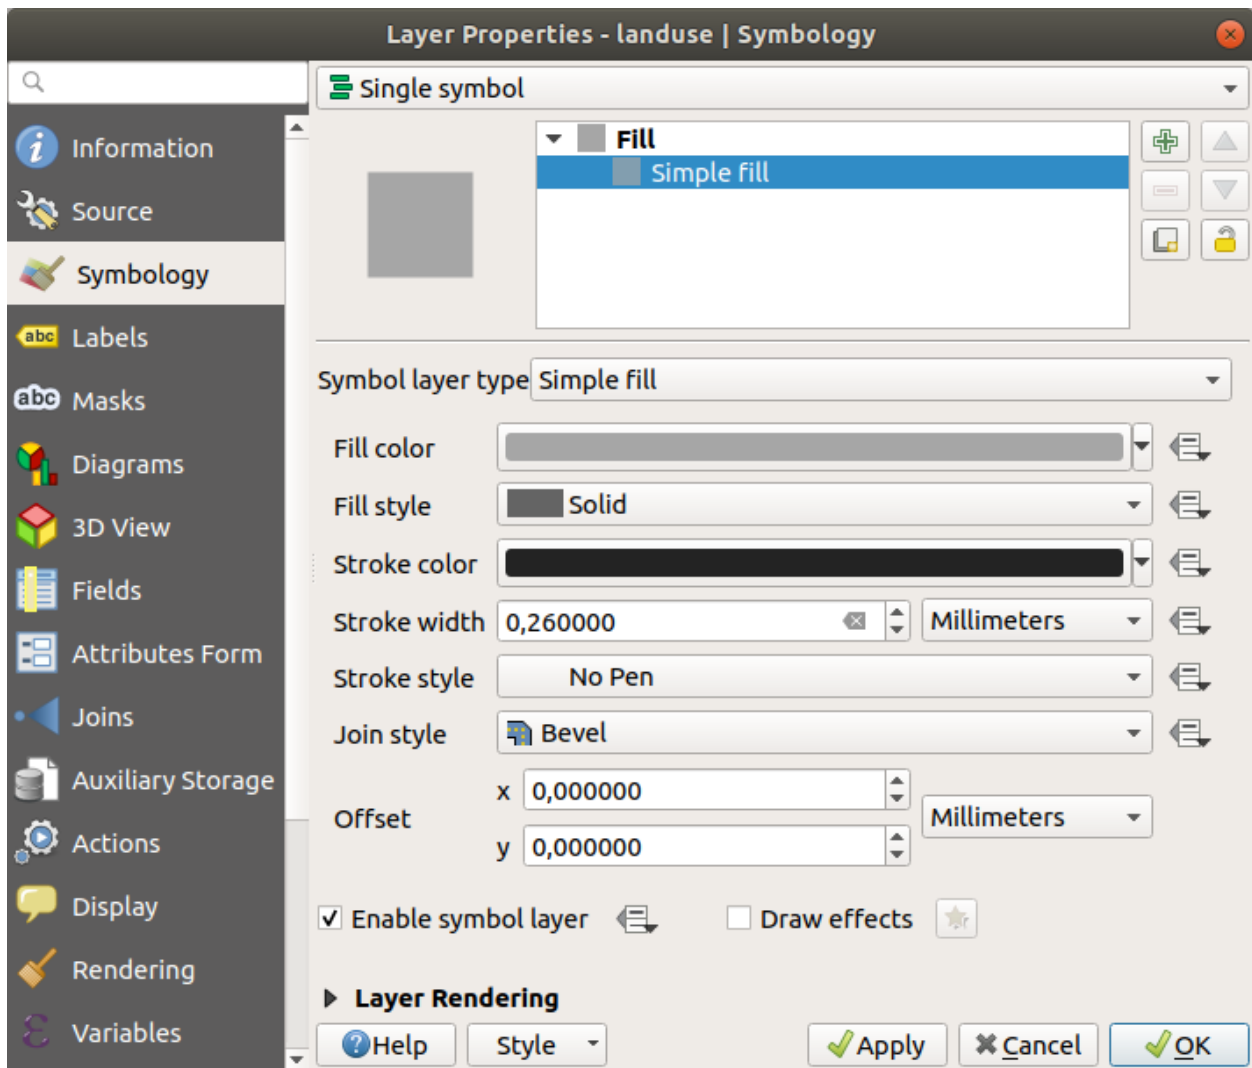 Layer Properties - landuse | Symbology
Single symbol
Information
Source
Symbology
abc Labels
abc Masks
Diagrams
3D View
Fields
Attributes Form
Joins
Auxiliary Storage
Actions
Display
Rendering
Variables
Fill
Simple fill
Symbol layer type Simple fill
Fill color
Fill style Solid
Stroke color
Stroke width 0,260000 Millimeters
Stroke style No Pen
Join style Bevel
Offset x 0,000000 Millimeters
y 0,000000
Enable symbol layer Draw effects
Layer Rendering
Help Style Apply Cancel OK